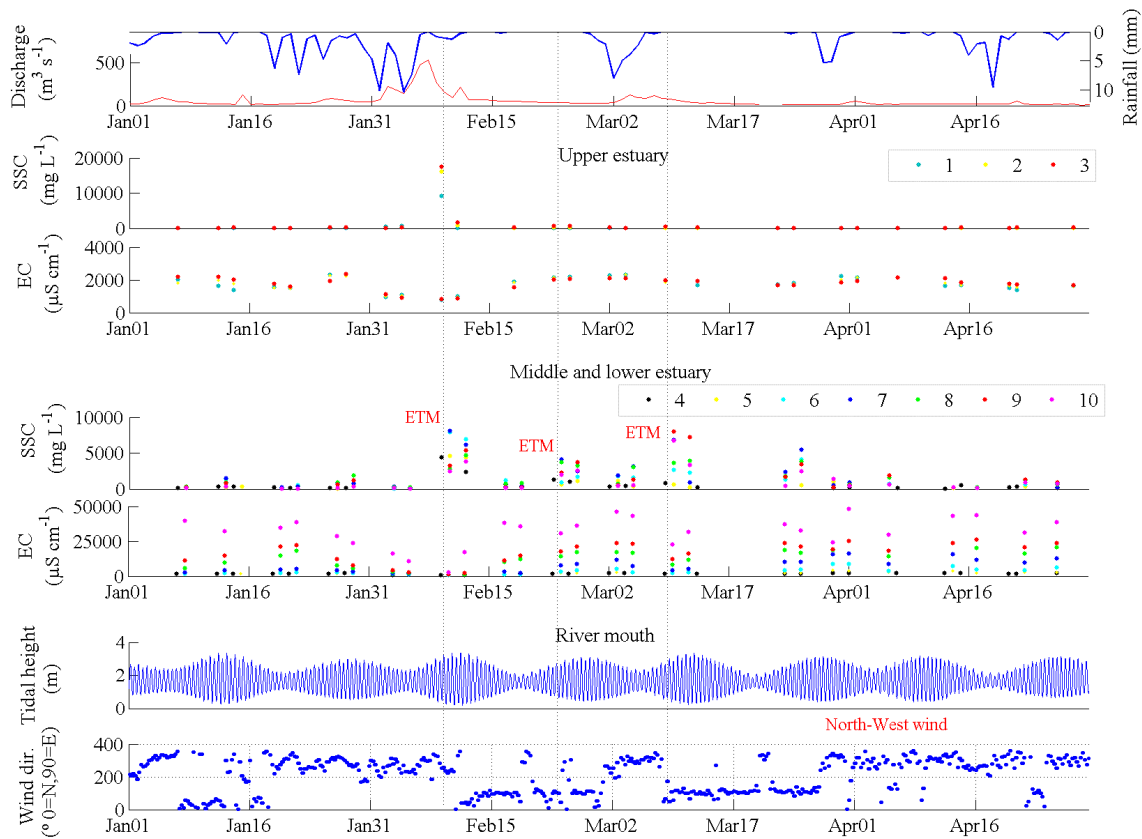 Discharge
(m³ s⁻¹)
500
0
0
5
10
Rainfall (mm)
Jan01 Jan16 Jan31 Feb15 Mar02 Mar17 Apr01 Apr16
Upper estuary
SSC
(mg L⁻¹)
20000
10000
0
1 2 3
EC
(µS cm⁻¹)
4000
2000
0
Jan01 Jan16 Jan31 Feb15 Mar02 Mar17 Apr01 Apr16
Middle and lower estuary
4 5 6 7 8 9 10
SSC
(mg L⁻¹)
10000
5000
0
ETM
ETM
ETM
EC
(µS cm⁻¹)
50000
25000
0
Jan01 Jan16 Jan31 Feb15 Mar02 Mar17 Apr01 Apr16
River mouth
Tidal height
(m)
4
2
0
North-West wind
Wind dir.
(° 0=N,90=E)
400
200
0
Jan01 Jan16 Jan31 Feb15 Mar02 Mar17 Apr01 Apr16